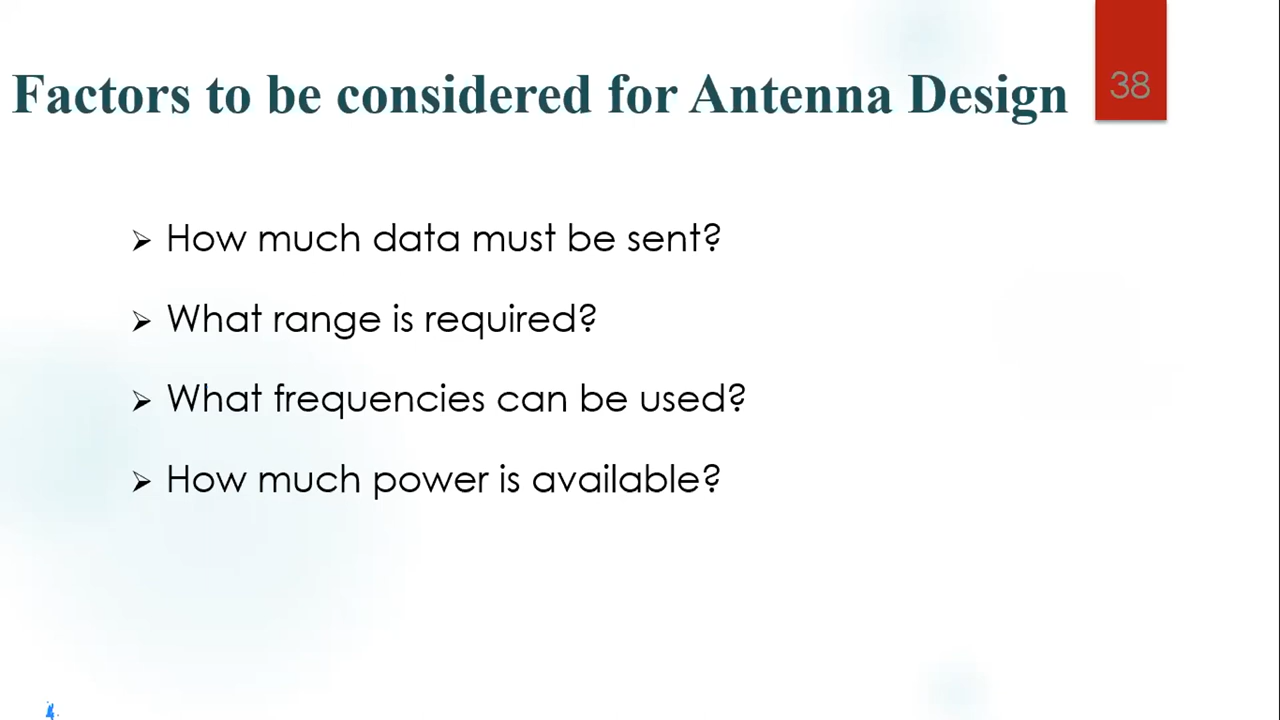 Factors to be considered for Antenna Design
38
How much data must be sent?
What range is required?
What frequencies can be used?
How much power is available?
4